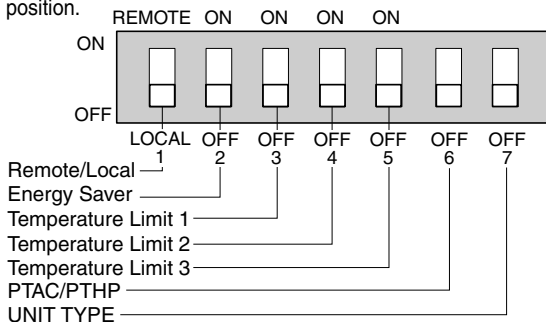 position.
REMOTE ON ON ON ON
ON
OFF
LOCAL OFF OFF OFF OFF OFF OFF
1 2 3 4 5 6 7
Remote/Local
Energy Saver
Temperature Limit 1
Temperature Limit 2
Temperature Limit 3
PTAC/PTHP
UNIT TYPE